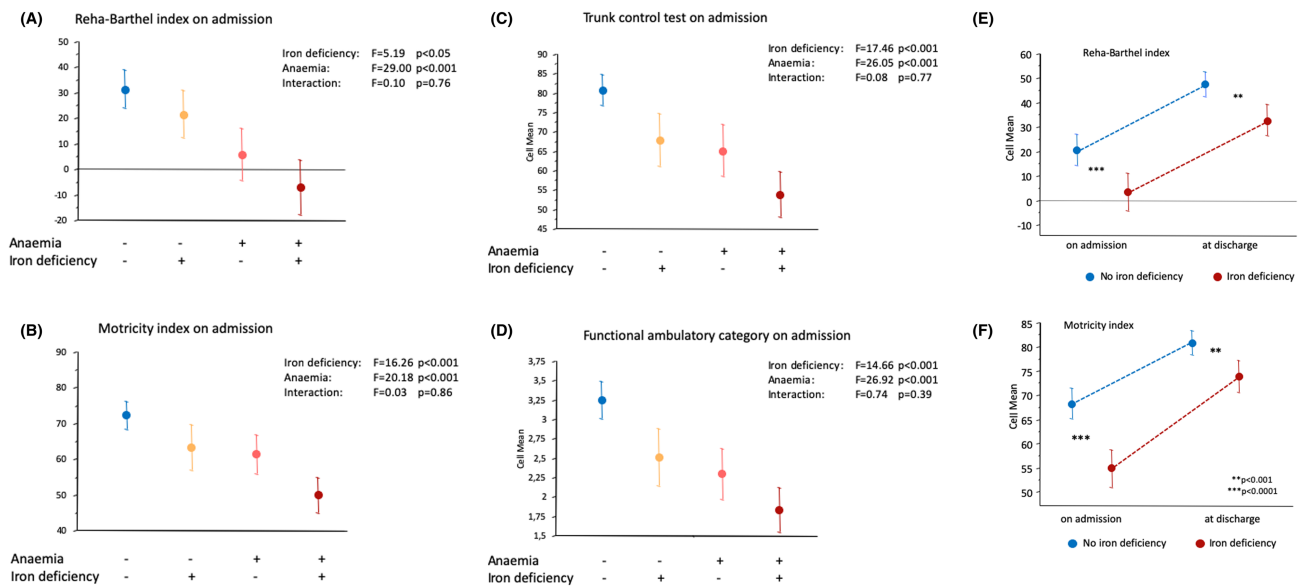 (A)
Reha-Barthel index on admission
Iron deficiency: F=5.19 p<0.05
Anaemia: F=29.00 p<0.001
Interaction: F=0.10 p=0.76
50
40
30
20
10
0
-10
-20
Anaemia - - + +
Iron deficiency - + - +
(B)
Motricity index on admission
Iron deficiency: F=16.26 p<0.001
Anaemia: F=20.18 p<0.001
Interaction: F=0.03 p=0.86
90
80
70
60
50
40
Anaemia - - + +
Iron deficiency - + - +
(C)
Trunk control test on admission
Iron deficiency: F=17.46 p<0.001
Anaemia: F=26.05 p<0.001
Interaction: F=0.08 p=0.77
Cell Mean
90
85
80
75
70
65
60
55
50
45
Anaemia - - + +
Iron deficiency - + - +
(D)
Functional ambulatory category on admission
Iron deficiency: F=14.66 p<0.001
Anaemia: F=26.92 p<0.001
Interaction: F=0.74 p=0.39
Cell Mean
3,75
3,5
3,25
3
2,75
2,5
2,25
2
1,75
1,5
Anaemia - - + +
Iron deficiency - + - +
(E)
Reha-Barthel index
Cell Mean
60
50
40
30
20
10
0
-10
***
**
on admission at discharge
No iron deficiency Iron deficiency
(F)
Motricity index
Cell Mean
85
80
75
70
65
60
55
50
***
**
**p<0.001
***p<0.0001
on admission at discharge
No iron deficiency Iron deficiency